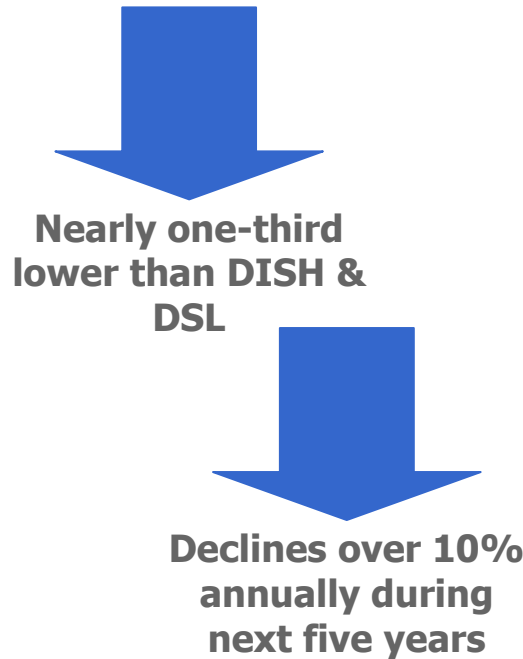 Nearly one-third
lower than DISH &
DSL
Declines over 10%
annually during
next five years